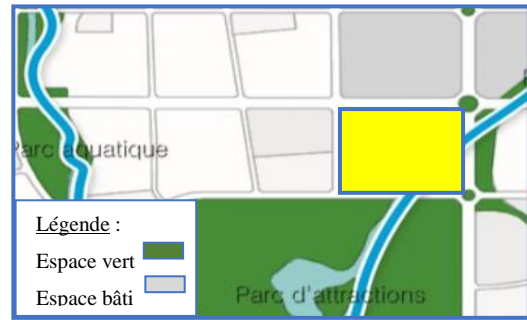 Parc aquatique
Légende :
Espace vert
Espace bâti
Parc d'attractions